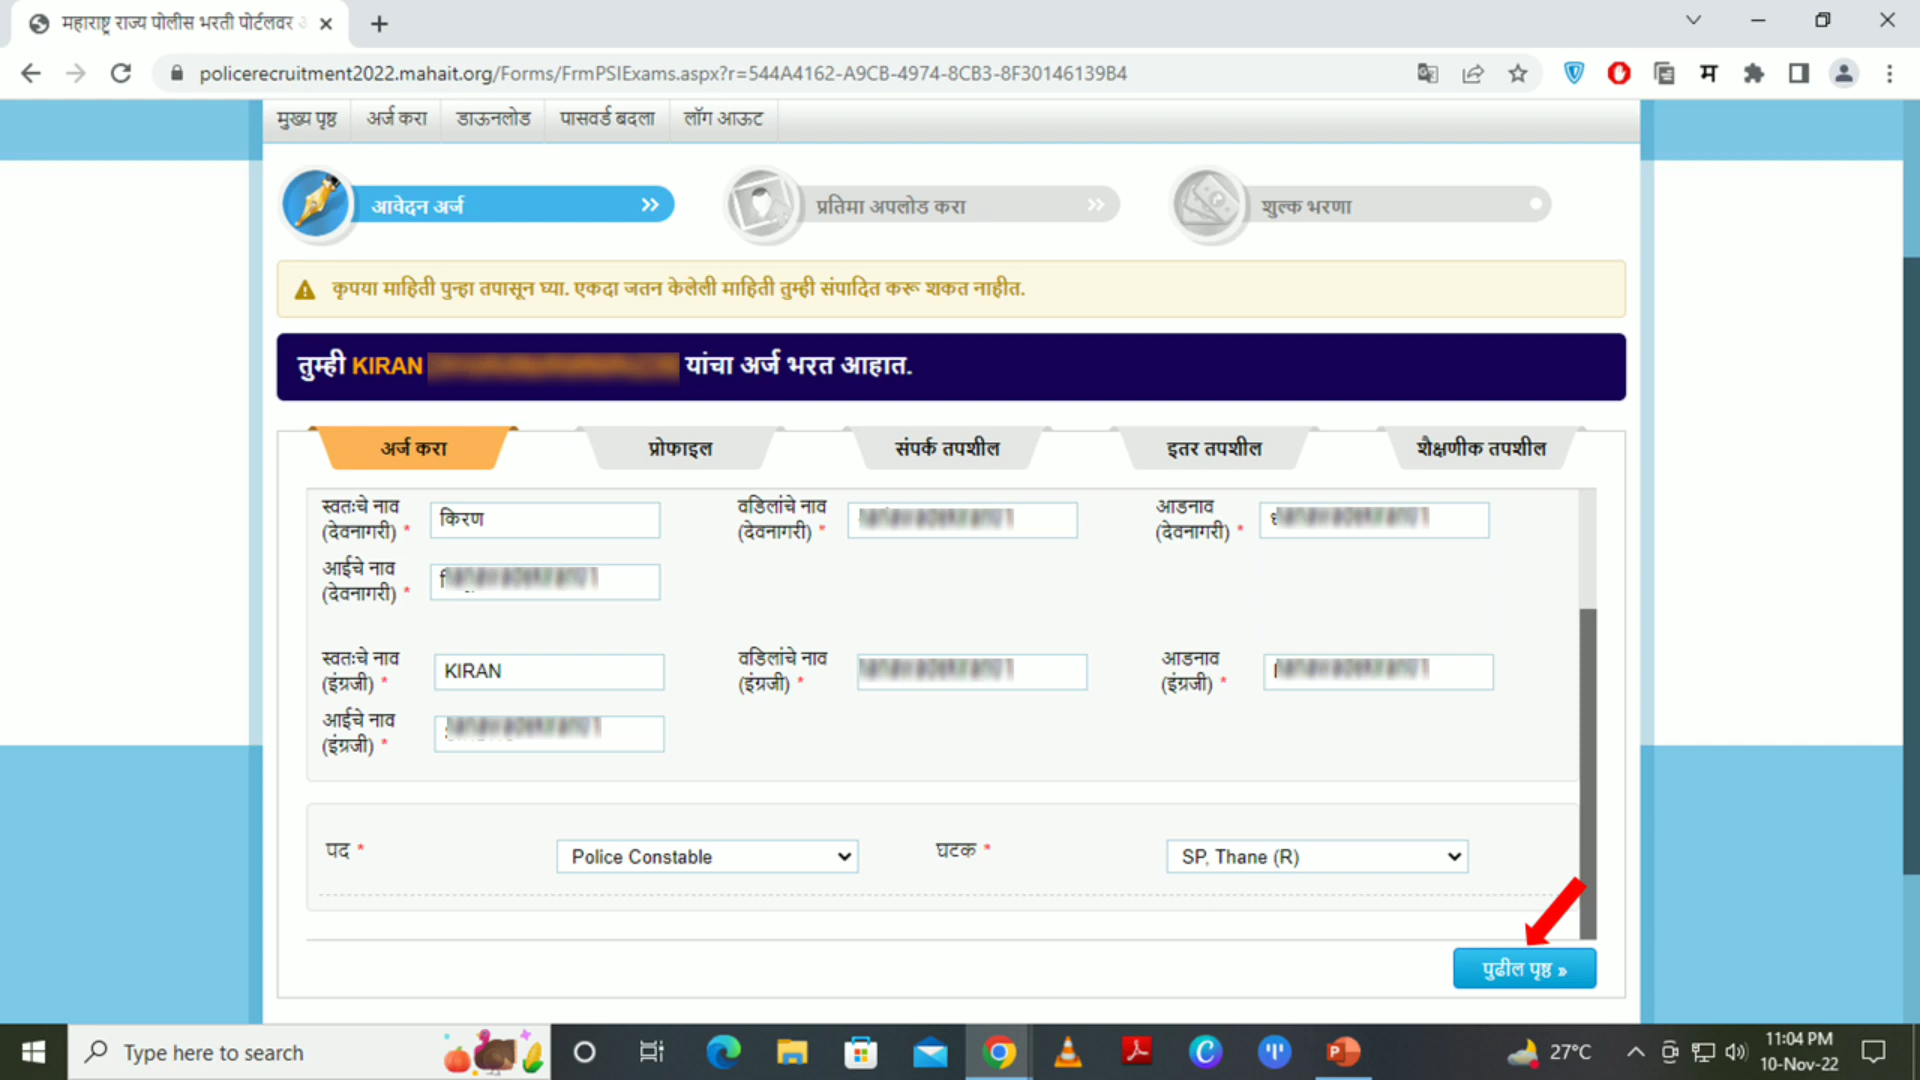 महाराष्ट्र राज्य पोलीस भरती पोर्टलवर
policerecruitment2022.mahait.org/Forms/FrmPSIExams.aspx?r=544A4162-A9CB-4974-8CB3-8F30146139B4
मुख्य पृष्ठ अर्ज करा डाऊनलोड पासवर्ड बदला लॉग आऊट
आवेदन अर्ज » प्रतिमा अपलोड करा » शुल्क भरणा
कृपया माहिती पुन्हा तपासून घ्या. एकदा जतन केलेली माहिती तुम्ही संपादित करू शकत नाहीत.
तुम्ही KIRAN यांचा अर्ज भरत आहात.
अर्ज करा प्रोफाइल संपर्क तपशील इतर तपशील शैक्षणीक तपशील
स्वतःचे नाव (देवनागरी) * किरण वडिलांचे नाव (देवनागरी) * आडनाव (देवनागरी) *
आईचे नाव (देवनागरी) *
स्वतःचे नाव (इंग्रजी) * KIRAN वडिलांचे नाव (इंग्रजी) * आडनाव (इंग्रजी) *
आईचे नाव (इंग्रजी) *
पद * Police Constable घटक * SP, Thane (R)
पुढील पृष्ठ »
Type here to search 27°C 11:04 PM
10-Nov-22